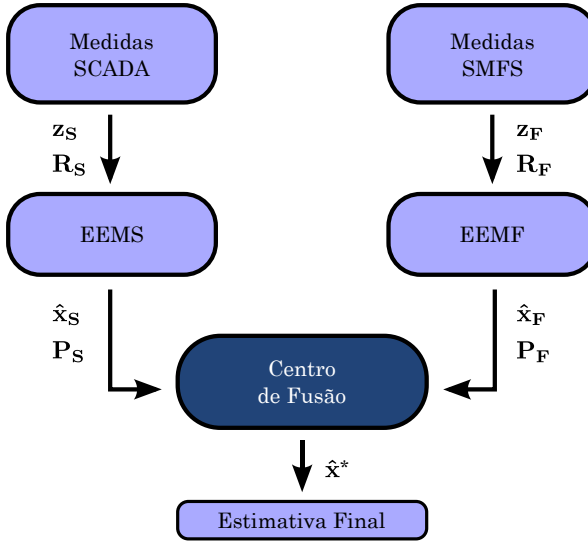 Medidas
SCADA
Medidas
SMFS
z_S
R_S
z_F
R_F
EEMS
EEMF
x̂_S
P_S
x̂_F
P_F
Centro
de Fusão
x̂*
Estimativa Final